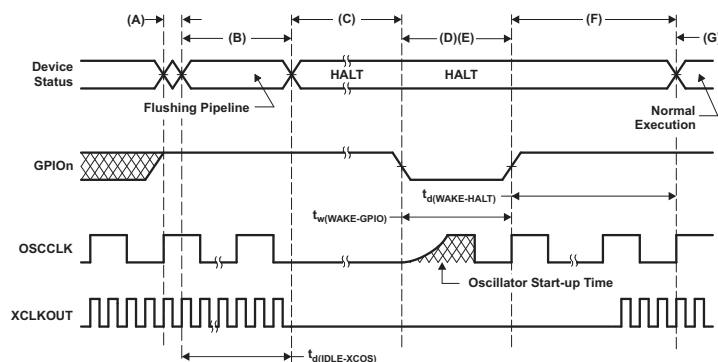 (A)
(B)
(C)
(D)(E)
(F)
(G)
Device
Status
HALT
HALT
Flushing Pipeline
Normal
Execution
GPIOn
td(WAKE-HALT)
tw(WAKE-GPIO)
OSCCLK
Oscillator Start-up Time
XCLKOUT
td(IDLE-XCOS)